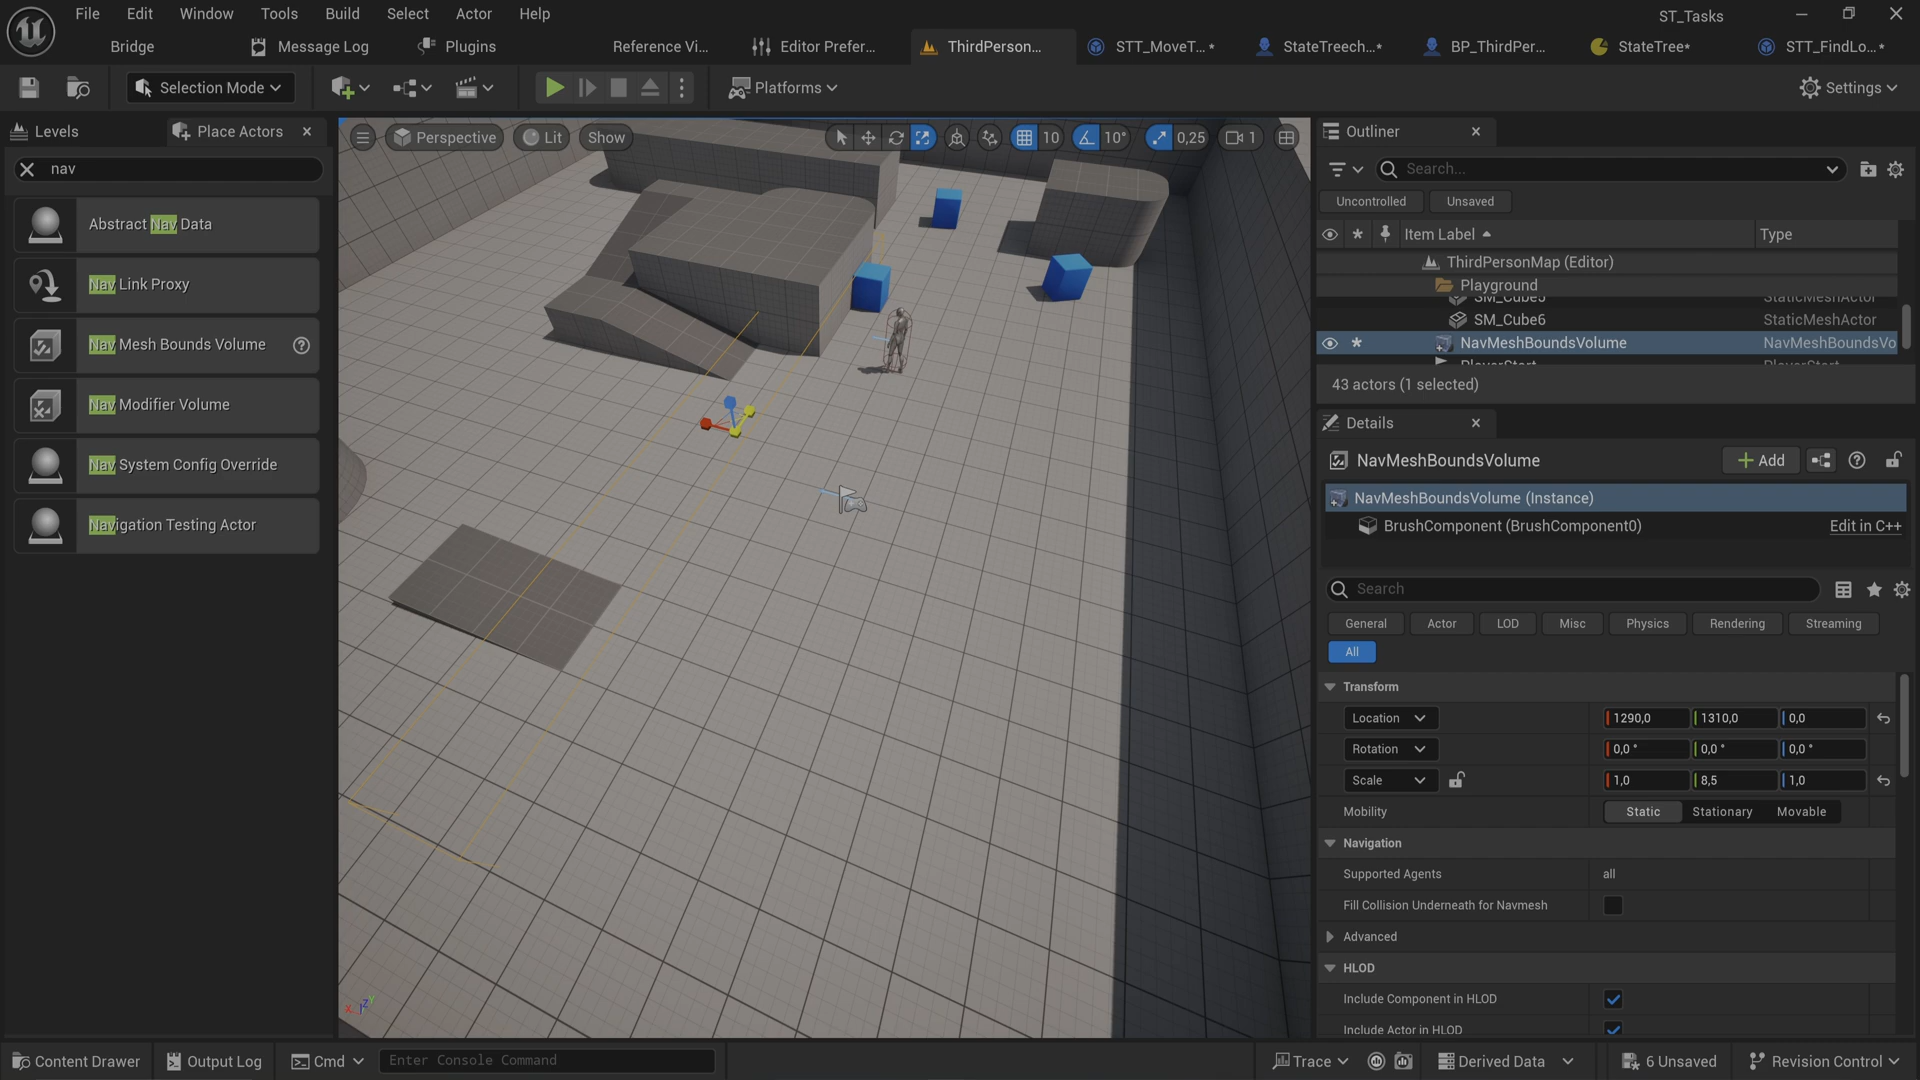 File Edit Window Tools Build Select Actor Help
ST_Tasks
Bridge
Message Log
Plugins
Reference Vi...
Editor Prefer...
ThirdPerson...
STT_MoveT...*
StateTreech...*
BP_ThirdPer...
StateTree*
STT_FindLo...*
Selection Mode
Platforms
Settings
Levels
Place Actors
nav
Abstract Nav Data
Nav Link Proxy
Nav Mesh Bounds Volume
Nav Modifier Volume
Nav System Config Override
Navigation Testing Actor
Perspective
Lit
Show
10
10°
0,25
1
Outliner
Search...
Uncontrolled
Unsaved
Item Label
Type
ThirdPersonMap (Editor)
Playground
SM_Cube5 StaticMeshActor
SM_Cube6 StaticMeshActor
NavMeshBoundsVolume NavMeshBoundsVo
PlayerStart PlayerStart
43 actors (1 selected)
Details
NavMeshBoundsVolume
Add
NavMeshBoundsVolume (Instance)
BrushComponent (BrushComponent0) Edit in C++
Search
General Actor LOD Misc Physics Rendering Streaming
All
Transform
Location 1290,0 1310,0 0,0
Rotation 0,0 ° 0,0 ° 0,0 °
Scale 1,0 8,5 1,0
Mobility Static Stationary Movable
Navigation
Supported Agents all
Fill Collision Underneath for Navmesh
Advanced
HLOD
Include Component in HLOD
Include Actor in HLOD
X Z Y
Content Drawer
Output Log
Cmd
Enter Console Command
Trace
Derived Data
6 Unsaved
Revision Control